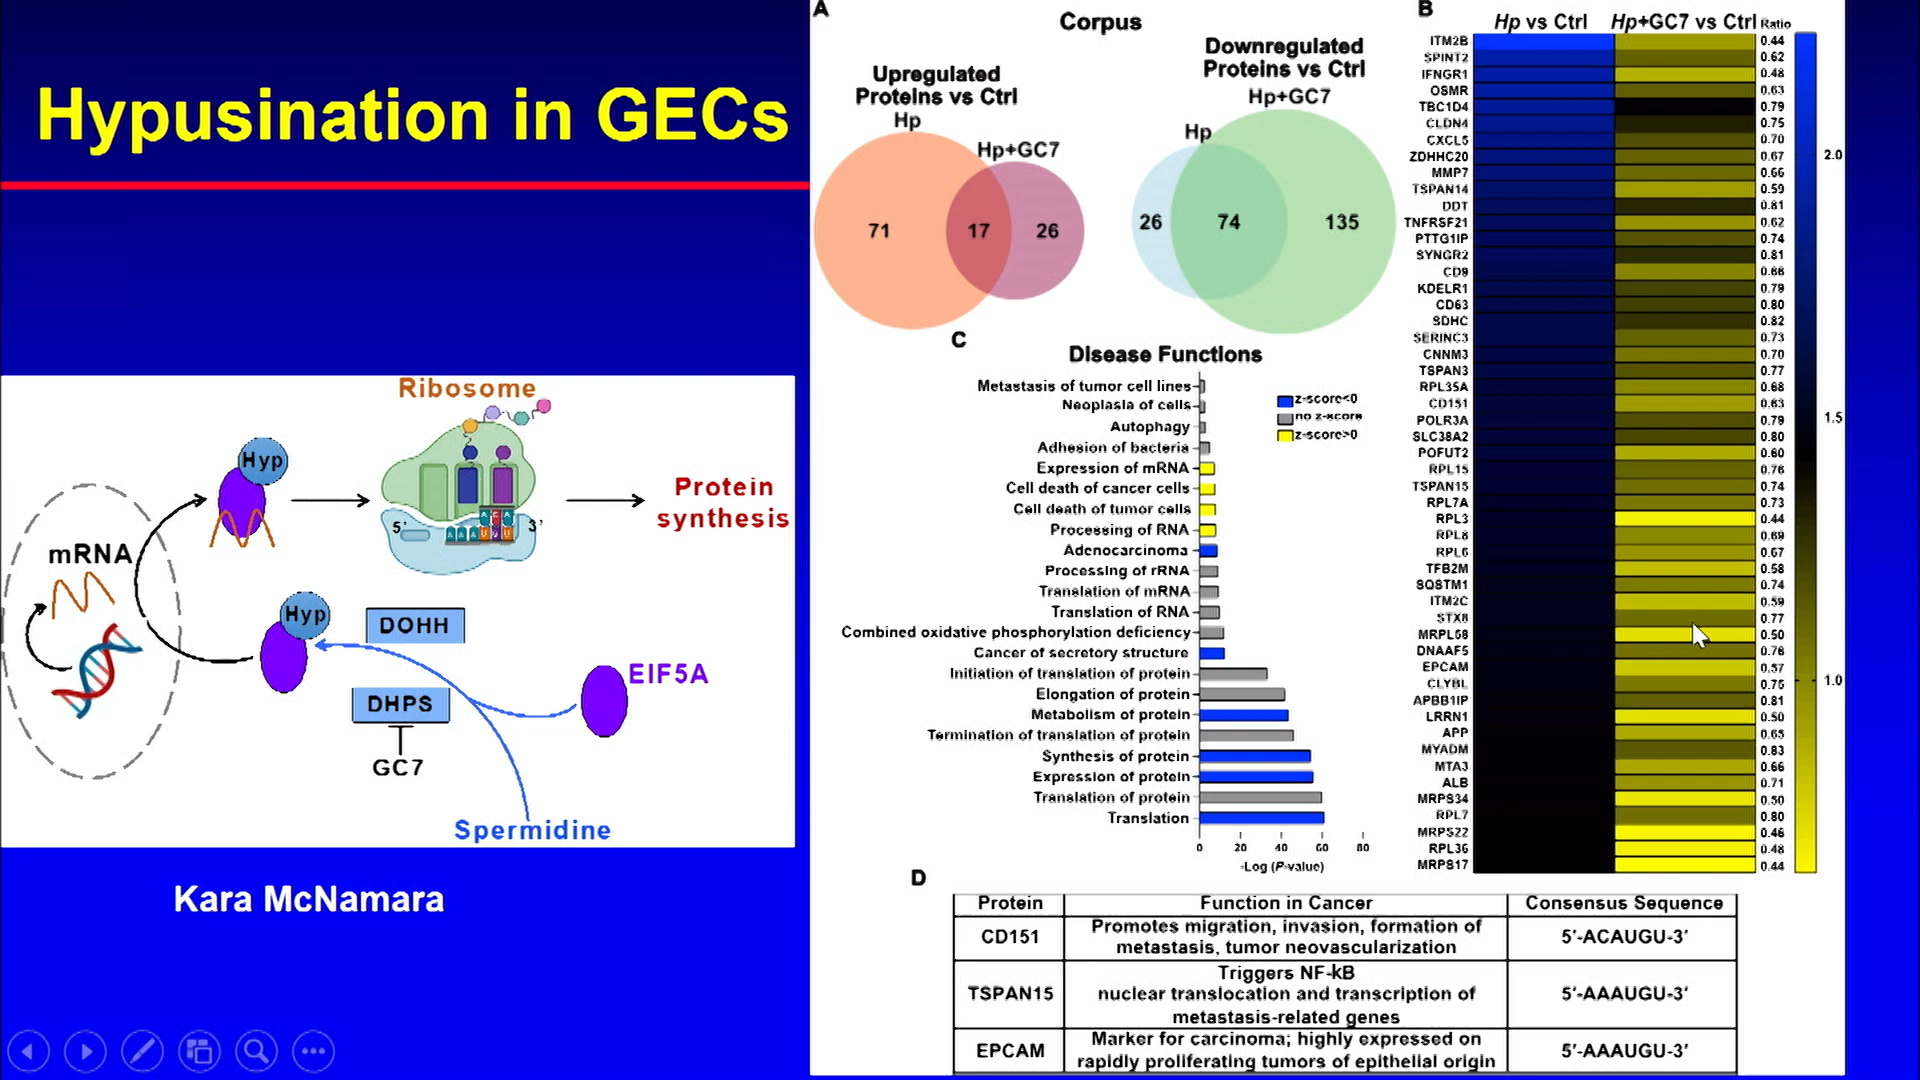 Hypusination in GECs
Ribosome
Hyp
5'
3'
A C A
A A A U G U
Protein
synthesis
mRNA
Hyp
DOHH
DHPS
GC7
EIF5A
Spermidine
Kara McNamara
A
Corpus
Upregulated
Proteins vs Ctrl
Hp
Hp+GC7
71
17
26
Downregulated
Proteins vs Ctrl
Hp+GC7
Hp
26
74
135
C
Disease Functions
Metastasis of tumor cell lines
Neoplasia of cells
Autophagy
Adhesion of bacteria
Expression of mRNA
Cell death of cancer cells
Cell death of tumor cells
Processing of RNA
Adenocarcinoma
Processing of rRNA
Translation of mRNA
Translation of RNA
Combined oxidative phosphorylation deficiency
Cancer of secretory structure
Initiation of translation of protein
Elongation of protein
Metabolism of protein
Termination of translation of protein
Synthesis of protein
Expression of protein
Translation of protein
Translation
z-score<0
no z-score
z-score>0
0 20 40 60 80
-Log (P-value)
B
Hp vs Ctrl Hp+GC7 vs Ctrl Ratio
ITM2B 0.44
SPINT2 0.62
IFNGR1 0.48
OSMR 0.63
TBC1D4 0.79
CLDN4 0.75
CXCL5 0.70
ZDHHC20 0.67
MMP7 0.66
TSPAN14 0.59
DDT 0.81
TNFRSF21 0.62
PTTG1IP 0.74
SYNGR2 0.81
CD9 0.66
KDELR1 0.79
CD63 0.80
SDHC 0.82
SERINC3 0.73
CNNM3 0.70
TSPAN3 0.77
RPL35A 0.68
CD151 0.63
POLR3A 0.79
SLC38A2 0.80
POFUT2 0.60
RPL15 0.76
TSPAN15 0.74
RPL7A 0.73
RPL3 0.44
RPL8 0.69
RPL6 0.67
TFB2M 0.58
SQSTM1 0.74
ITM2C 0.59
STX8 0.77
MRPL58 0.50
DNAAF5 0.76
EPCAM 0.57
CLYBL 0.75
APBB1IP 0.81
LRRN1 0.50
APP 0.65
MYADM 0.83
MTA3 0.66
ALB 0.71
MRPS34 0.50
RPL7 0.80
MRPS22 0.46
RPL36 0.48
MRPS17 0.44
2.0
1.5
1.0
D
Protein Function in Cancer Consensus Sequence
CD151 Promotes migration, invasion, formation of
metastasis, tumor neovascularization 5'-ACAUGU-3'
TSPAN15 Triggers NF-kB
nuclear translocation and transcription of
metastasis-related genes 5'-AAAUGU-3'
EPCAM Marker for carcinoma; highly expressed on
rapidly proliferating tumors of epithelial origin 5'-AAAUGU-3'